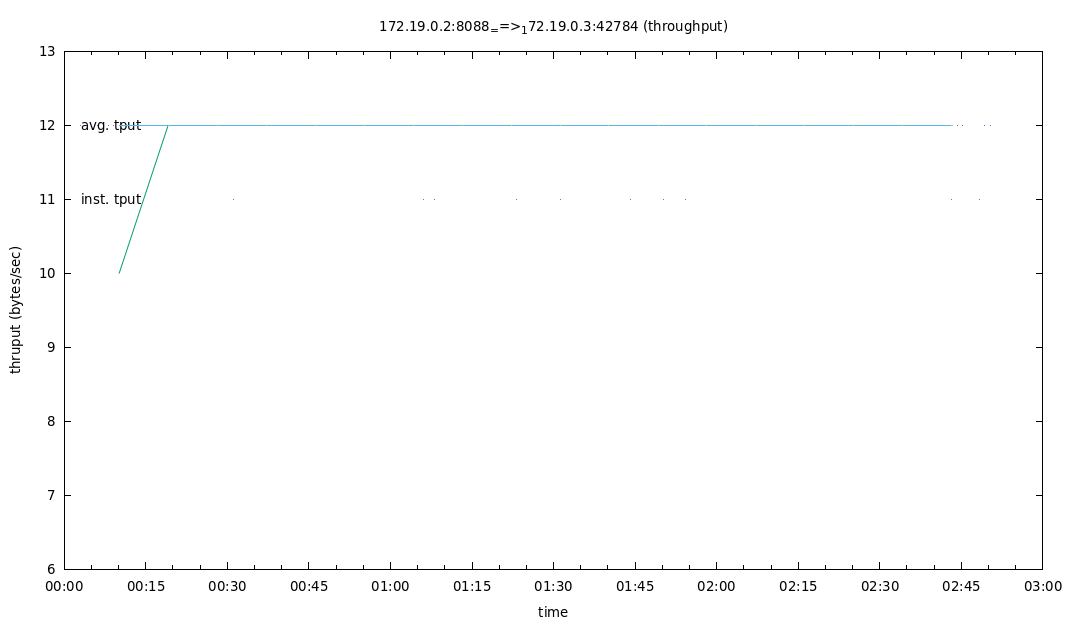 172.19.0.2:8088₌=>₁72.19.0.3:42784 (throughput)
13
12
11
10
9
8
7
6
avg. tput
inst. tput
thruput (bytes/sec)
00:00 00:15 00:30 00:45 01:00 01:15 01:30 01:45 02:00 02:15 02:30 02:45 03:00
time